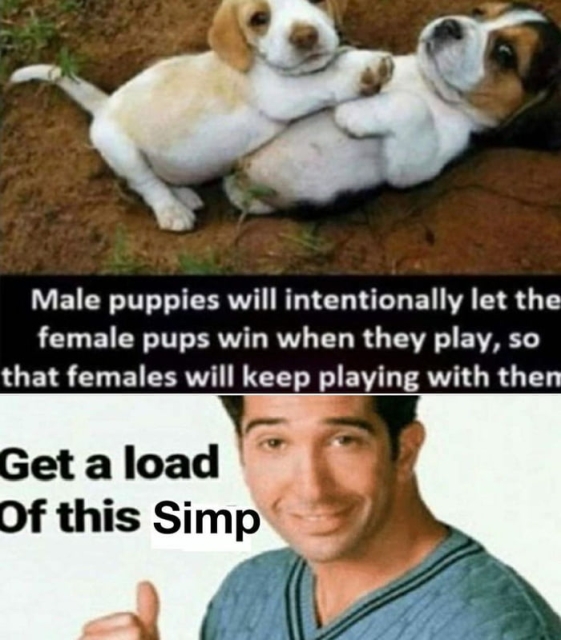 Male puppies will intentionally let the
female pups win when they play, so
that females will keep playing with them
Get a load
Of this Simp